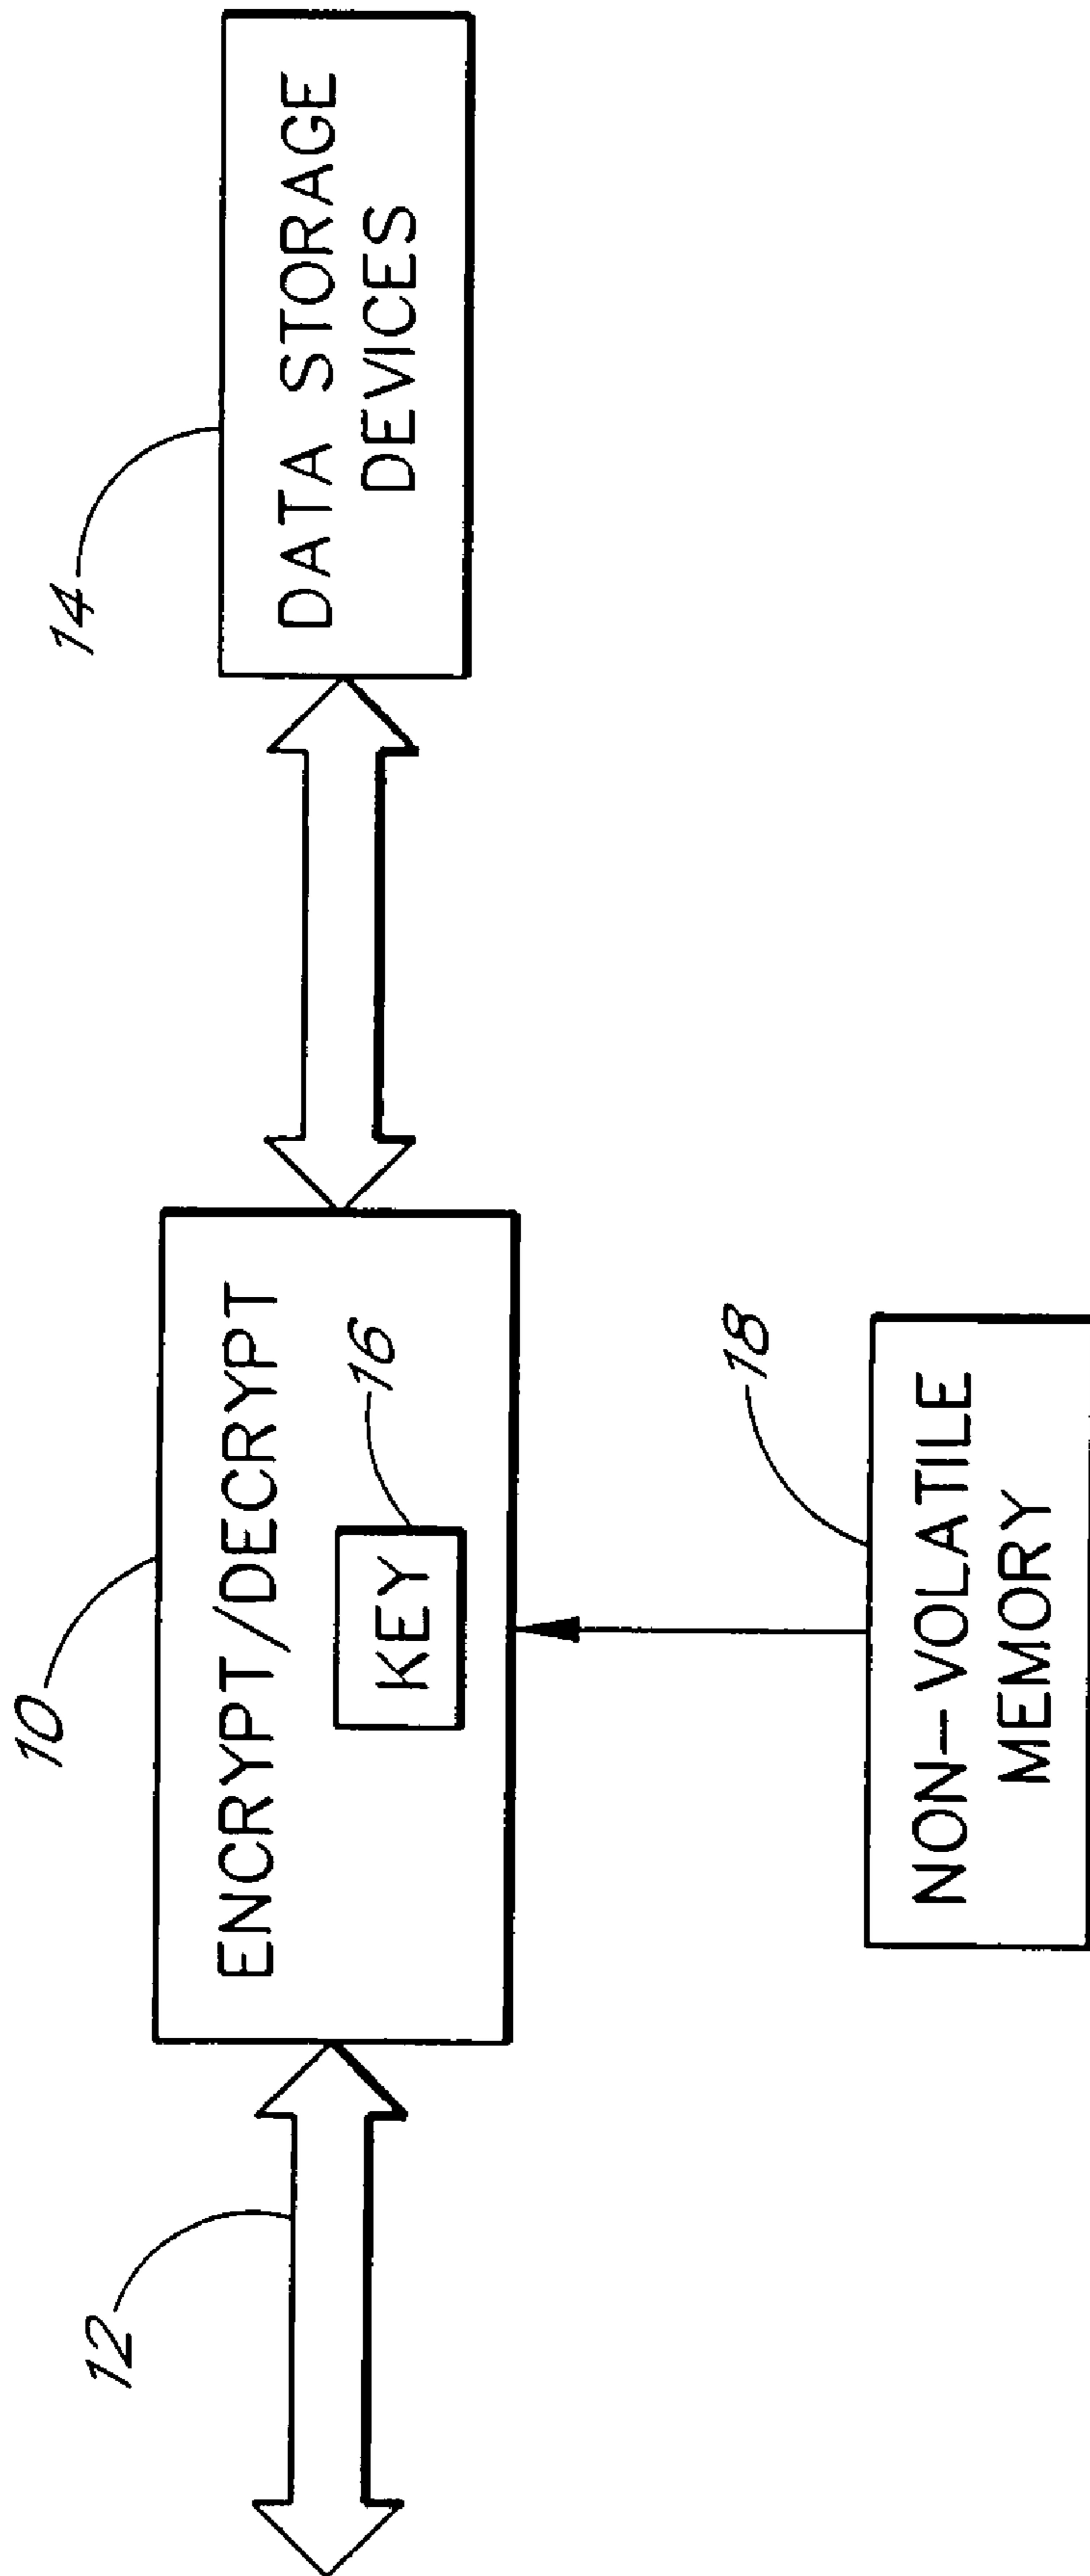 10
ENCRYPT/DECRYPT
KEY
16
12
14
DATA STORAGE
DEVICES
18
NON-VOLATILE
MEMORY